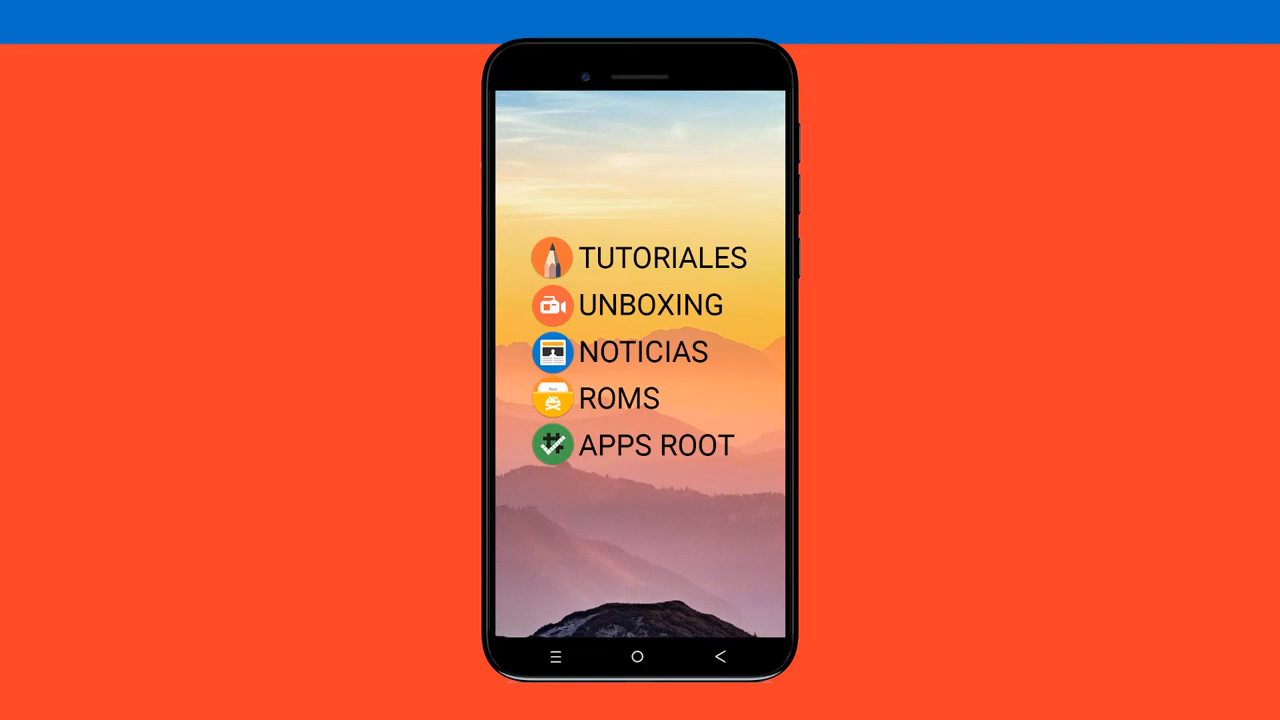 TUTORIALES
UNBOXING
NOTICIAS
ROMS
APPS ROOT